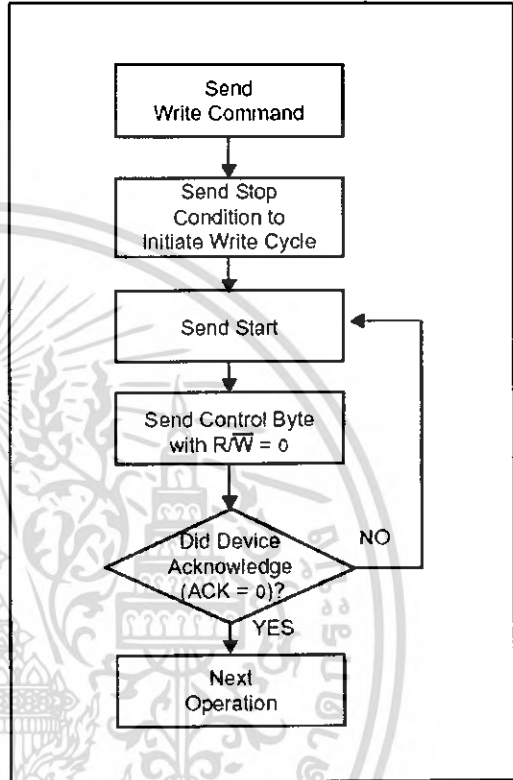 Send
Write Command
Send Stop
Condition to
Initiate Write Cycle
Send Start
Send Control Byte
with R/W̅ = 0
Did Device
Acknowledge
(ACK = 0)?
NO
YES
Next
Operation